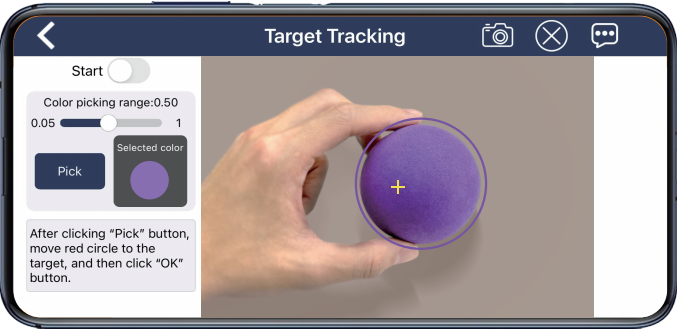 Target Tracking
Start
Color picking range:0.50
0.05 1
Pick
Selected color
After clicking “Pick” button,
move red circle to the
target, and then click “OK”
button.